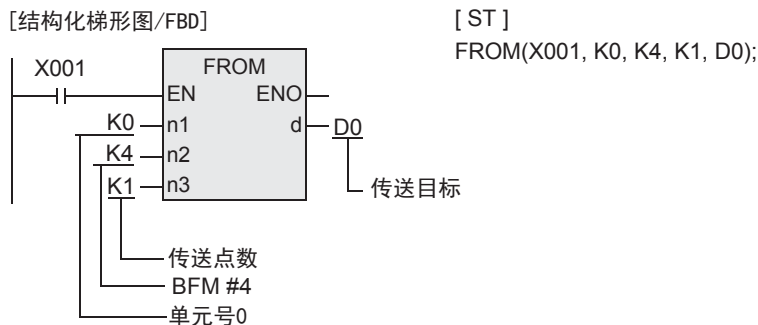 [结构化梯形图/FBD]
[ ST ]
FROM(X001, K0, K4, K1, D0);
X001
FROM
EN ENO
K0 n1 d D0
K4 n2
K1 n3
传送目标
传送点数
BFM #4
单元号0